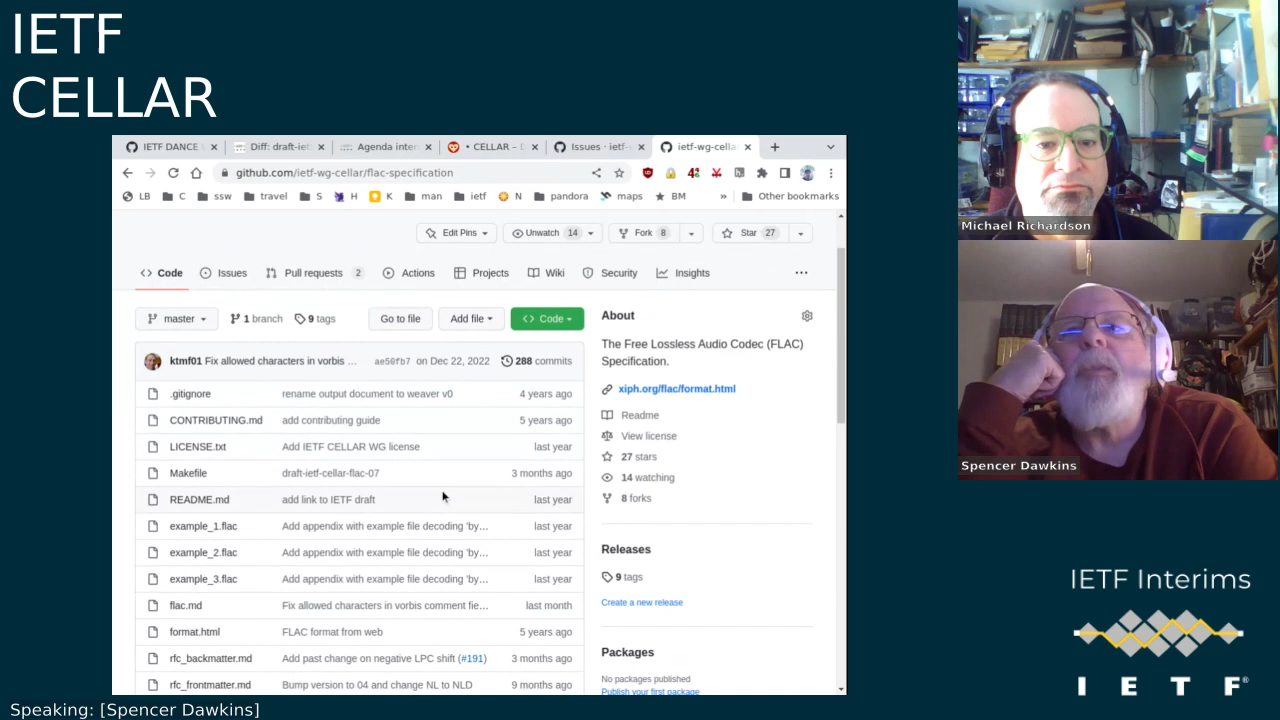 IETF
CELLAR
IETF DANCE
Diff: draft-iet
Agenda inter
• CELLAR – D
Issues · ietf-w
ietf-wg-cella
github.com/ietf-wg-cellar/flac-specification
LB C ssw travel S H K man ietf N pandora maps BM » Other bookmarks
Edit Pins Unwatch 14 Fork 8 Star 27
Code Issues Pull requests 2 Actions Projects Wiki Security Insights
master 1 branch 9 tags Go to file Add file Code
ktmf01 Fix allowed characters in vorbis … ae50fb7 on Dec 22, 2022 288 commits
.gitignore rename output document to weaver v0 4 years ago
CONTRIBUTING.md add contributing guide 5 years ago
LICENSE.txt Add IETF CELLAR WG license last year
Makefile draft-ietf-cellar-flac-07 3 months ago
README.md add link to IETF draft last year
example_1.flac Add appendix with example file decoding 'by… last year
example_2.flac Add appendix with example file decoding 'by… last year
example_3.flac Add appendix with example file decoding 'by… last year
flac.md Fix allowed characters in vorbis comment fie… last month
format.html FLAC format from web 5 years ago
rfc_backmatter.md Add past change on negative LPC shift (#191) 3 months ago
rfc_frontmatter.md Bump version to 04 and change NL to NLD 9 months ago
About
The Free Lossless Audio Codec (FLAC)
Specification.
xiph.org/flac/format.html
Readme
View license
27 stars
14 watching
8 forks
Releases
9 tags
Create a new release
Packages
No packages published
Publish your first package
Michael Richardson
Spencer Dawkins
IETF Interims
I E T F®
Speaking: [Spencer Dawkins]